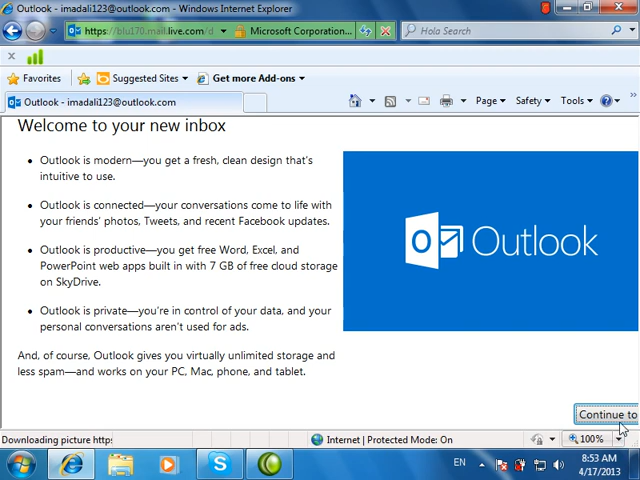 Outlook - imadali123@outlook.com - Windows Internet Explorer
https://blu170.mail.live.com/
Microsoft Corporation...
Hola Search
x
Favorites
Suggested Sites
Get more Add-ons
Outlook - imadali123@outlook.com
Page
Safety
Tools
»
Welcome to your new inbox
• Outlook is modern—you get a fresh, clean design that's
intuitive to use.
• Outlook is connected—your conversations come to life with
your friends' photos, Tweets, and recent Facebook updates.
• Outlook is productive—you get free Word, Excel, and
PowerPoint web apps built in with 7 GB of free cloud storage
on SkyDrive.
• Outlook is private—you're in control of your data, and your
personal conversations aren't used for ads.
And, of course, Outlook gives you virtually unlimited storage and
less spam—and works on your PC, Mac, phone, and tablet.
Outlook
Continue to
Downloading picture http:
Internet | Protected Mode: On
100%
EN
8:53 AM
4/17/2013